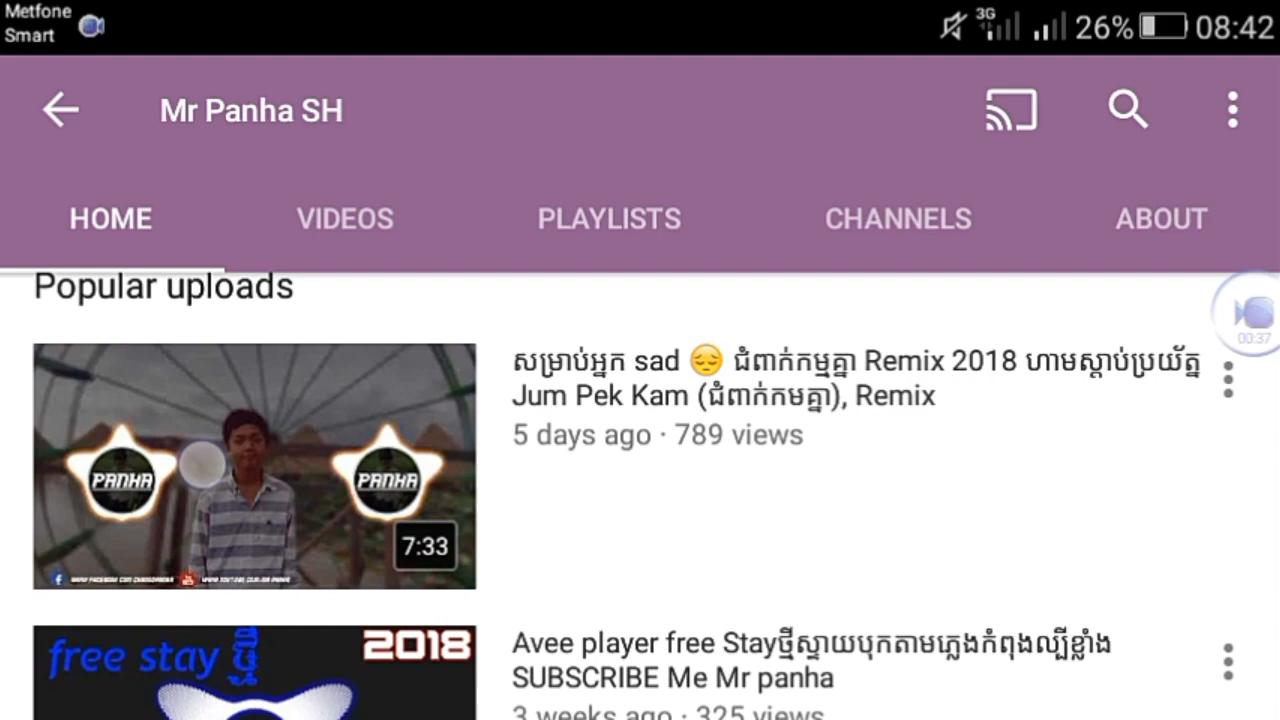 Metfone
Smart
3G
26%
08:42
Mr Panha SH
HOME
VIDEOS
PLAYLISTS
CHANNELS
ABOUT
Popular uploads
00:37
សម្រាប់អ្នក sad 😔 ជំពាក់កម្មគ្នា Remix 2018 ហាមស្តាប់ប្រយ័ត្ន
Jum Pek Kam (ជំពាក់កមគ្នា), Remix
5 days ago · 789 views
PANHA
PANHA
7:33
free stay ថ្មី
2018
Avee player free Stayថ្មីស្ទាយបុកតាមភ្លេងកំពុងល្បីខ្លាំង
SUBSCRIBE Me Mr panha
3 weeks ago · 325 views